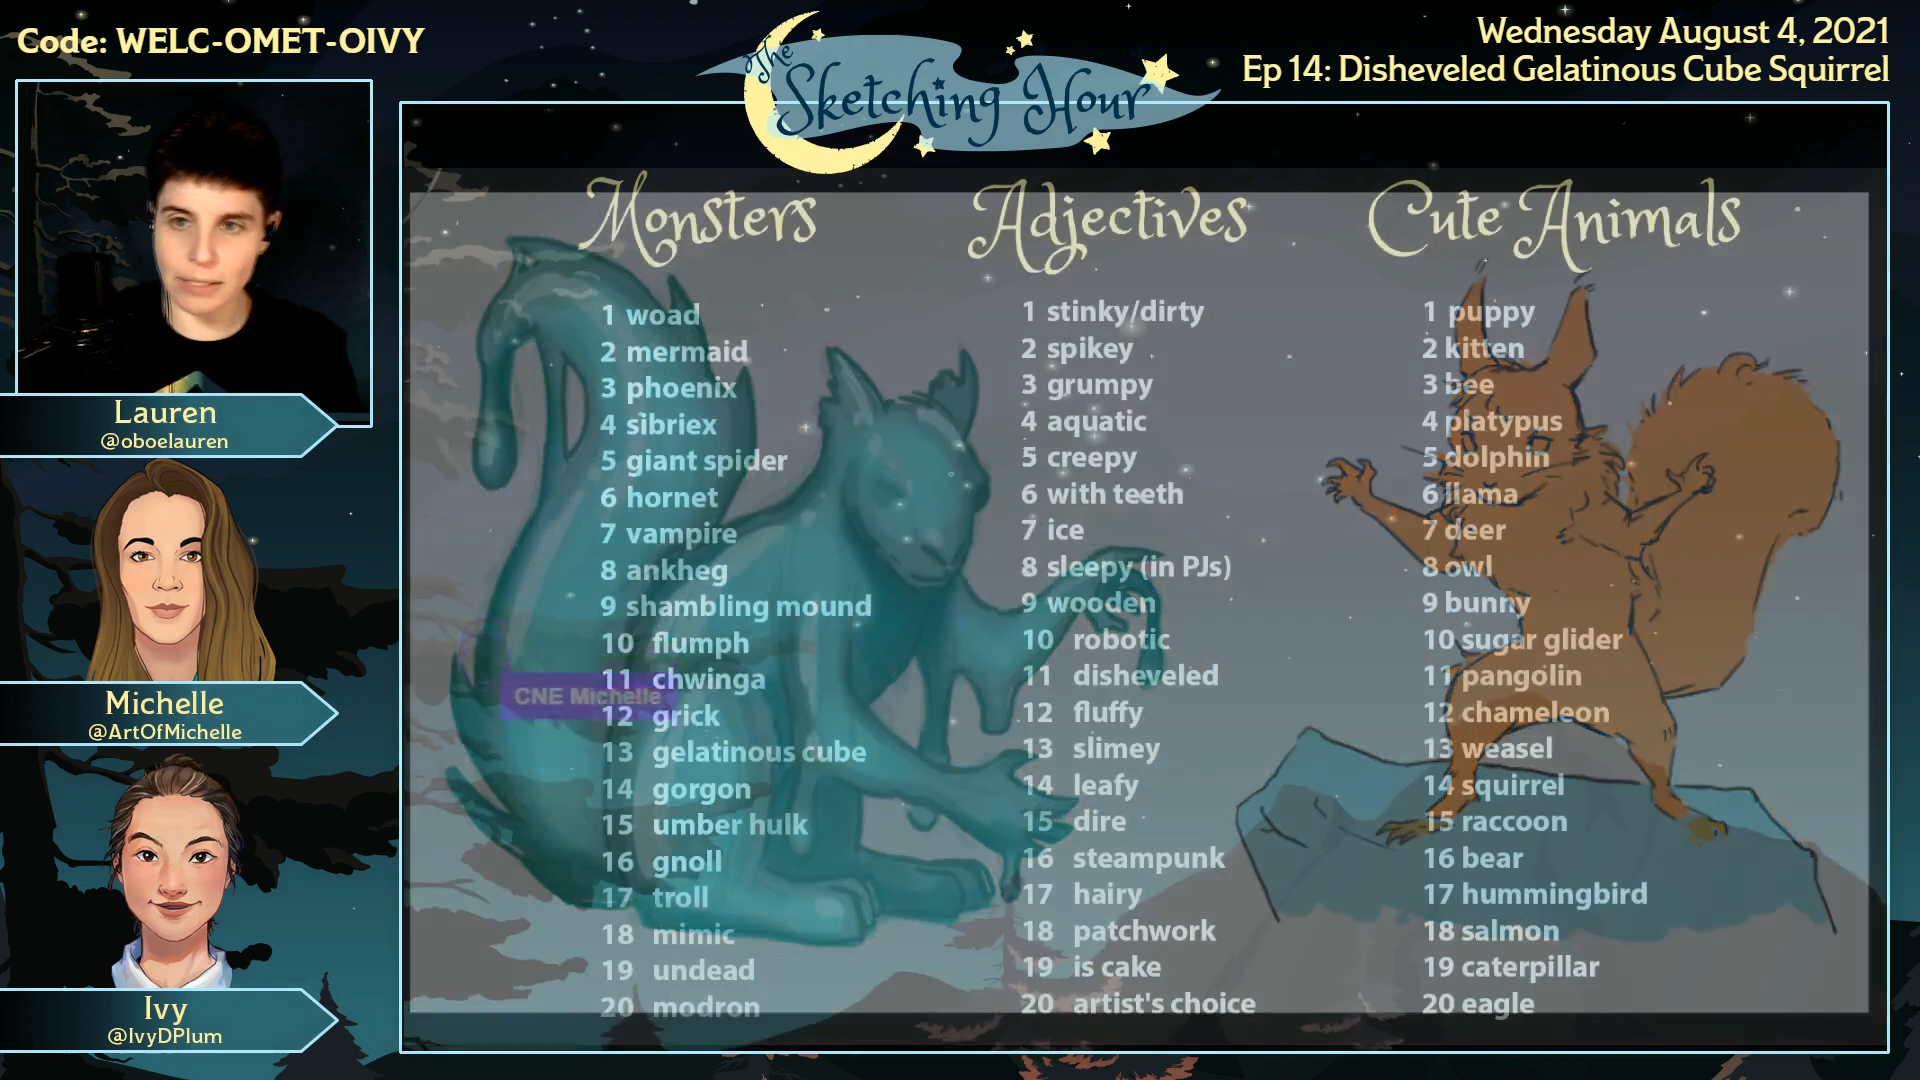 Code: WELC-OMET-OIVY
The
Sketching Hour
Wednesday August 4, 2021
Ep 14: Disheveled Gelatinous Cube Squirrel
Lauren
@oboelauren
Michelle
@ArtOfMichelle
Ivy
@IvyDPlum
Monsters
1 woad
2 mermaid
3 phoenix
4 sibriex
5 giant spider
6 hornet
7 vampire
8 ankheg
9 shambling mound
10 flumph
11 chwinga
12 grick
13 gelatinous cube
14 gorgon
15 umber hulk
16 gnoll
17 troll
18 mimic
19 undead
20 modron
CNE Michelle
Adjectives
1 stinky/dirty
2 spikey
3 grumpy
4 aquatic
5 creepy
6 with teeth
7 ice
8 sleepy (in PJs)
9 wooden
10 robotic
11 disheveled
12 fluffy
13 slimey
14 leafy
15 dire
16 steampunk
17 hairy
18 patchwork
19 is cake
20 artist's choice
Cute Animals
1 puppy
2 kitten
3 bee
4 platypus
5 dolphin
6 llama
7 deer
8 owl
9 bunny
10 sugar glider
11 pangolin
12 chameleon
13 weasel
14 squirrel
15 raccoon
16 bear
17 hummingbird
18 salmon
19 caterpillar
20 eagle